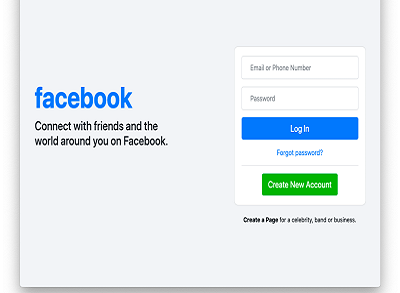 facebook
Connect with friends and the
world around you on Facebook.
Email or Phone Number
Password
Log In
Forgot password?
Create New Account
Create a Page for a celebrity, band or business.